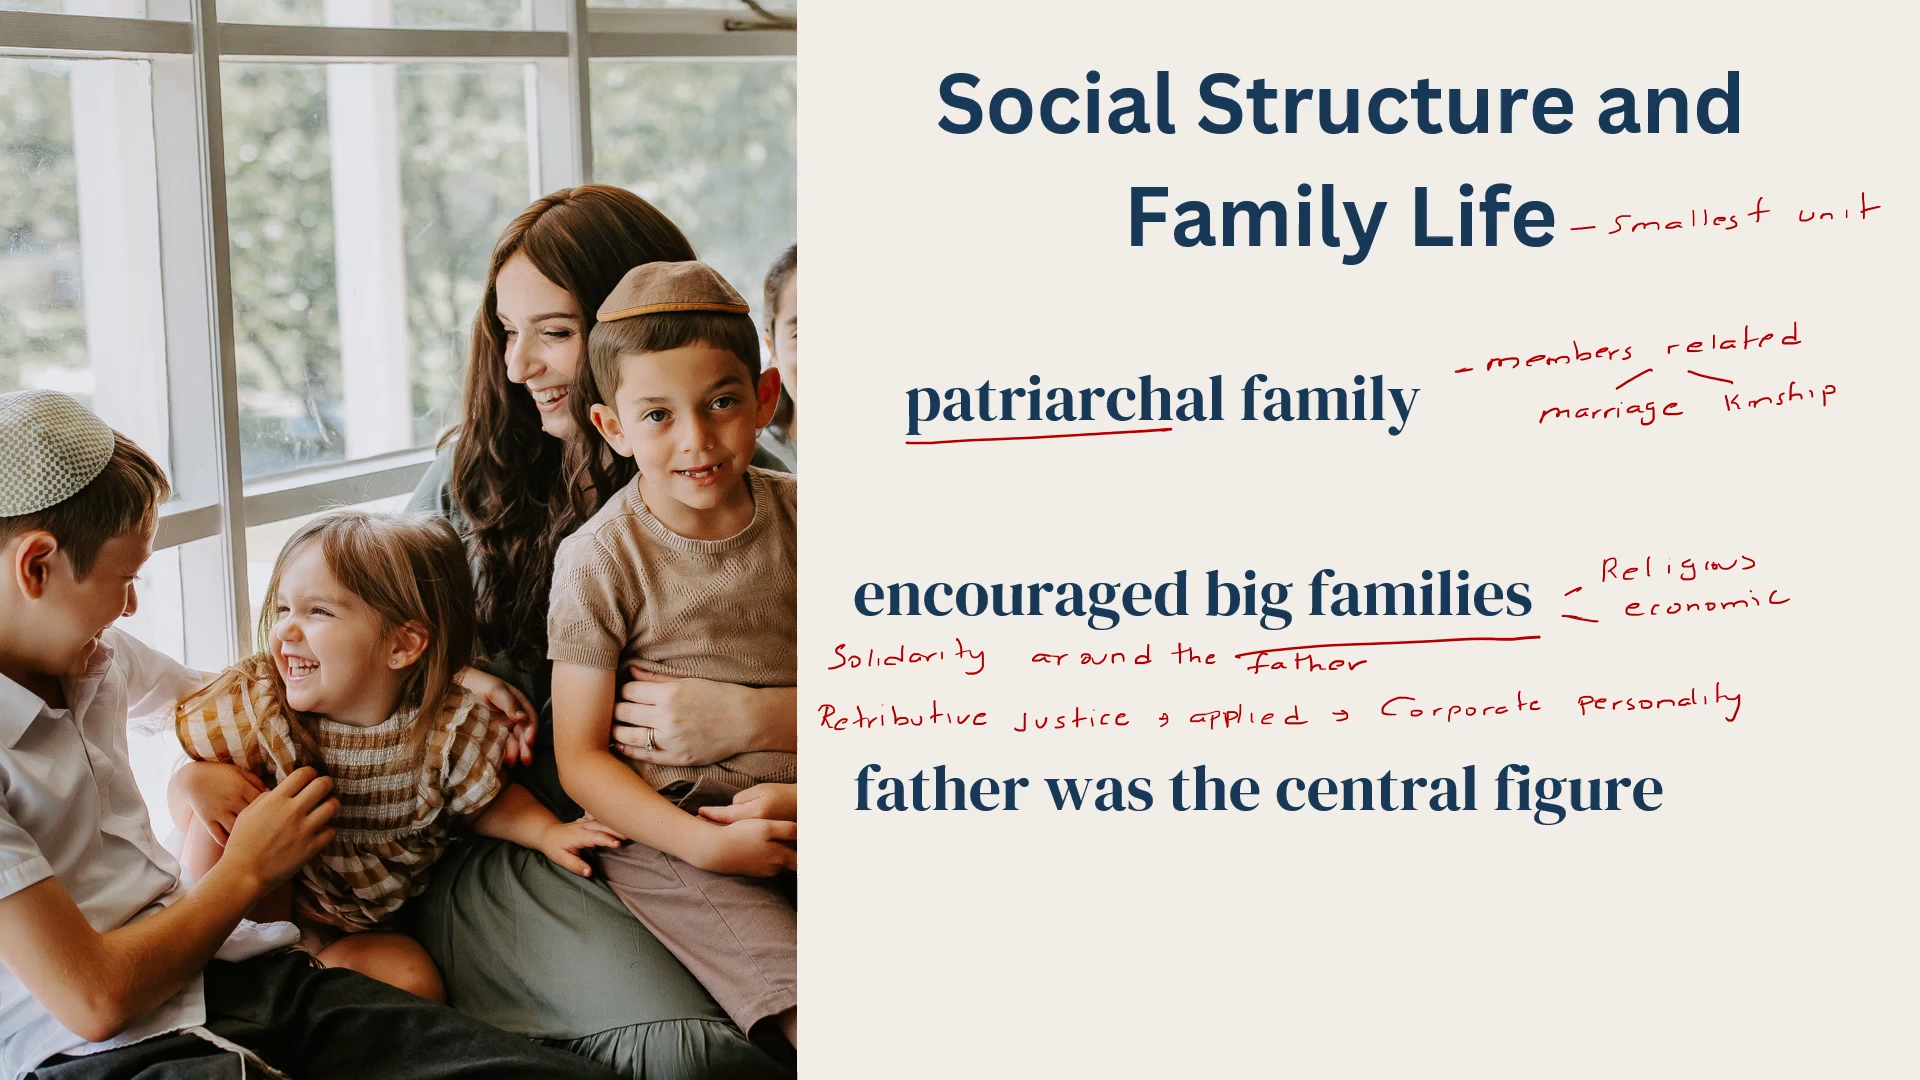 Social Structure and
Family Life – smallest unit
- members related
patriarchal family
marriage kinship
Religious
encouraged big families
economic
Solidarity around the father
Retributive justice → applied → Corporate personality
father was the central figure